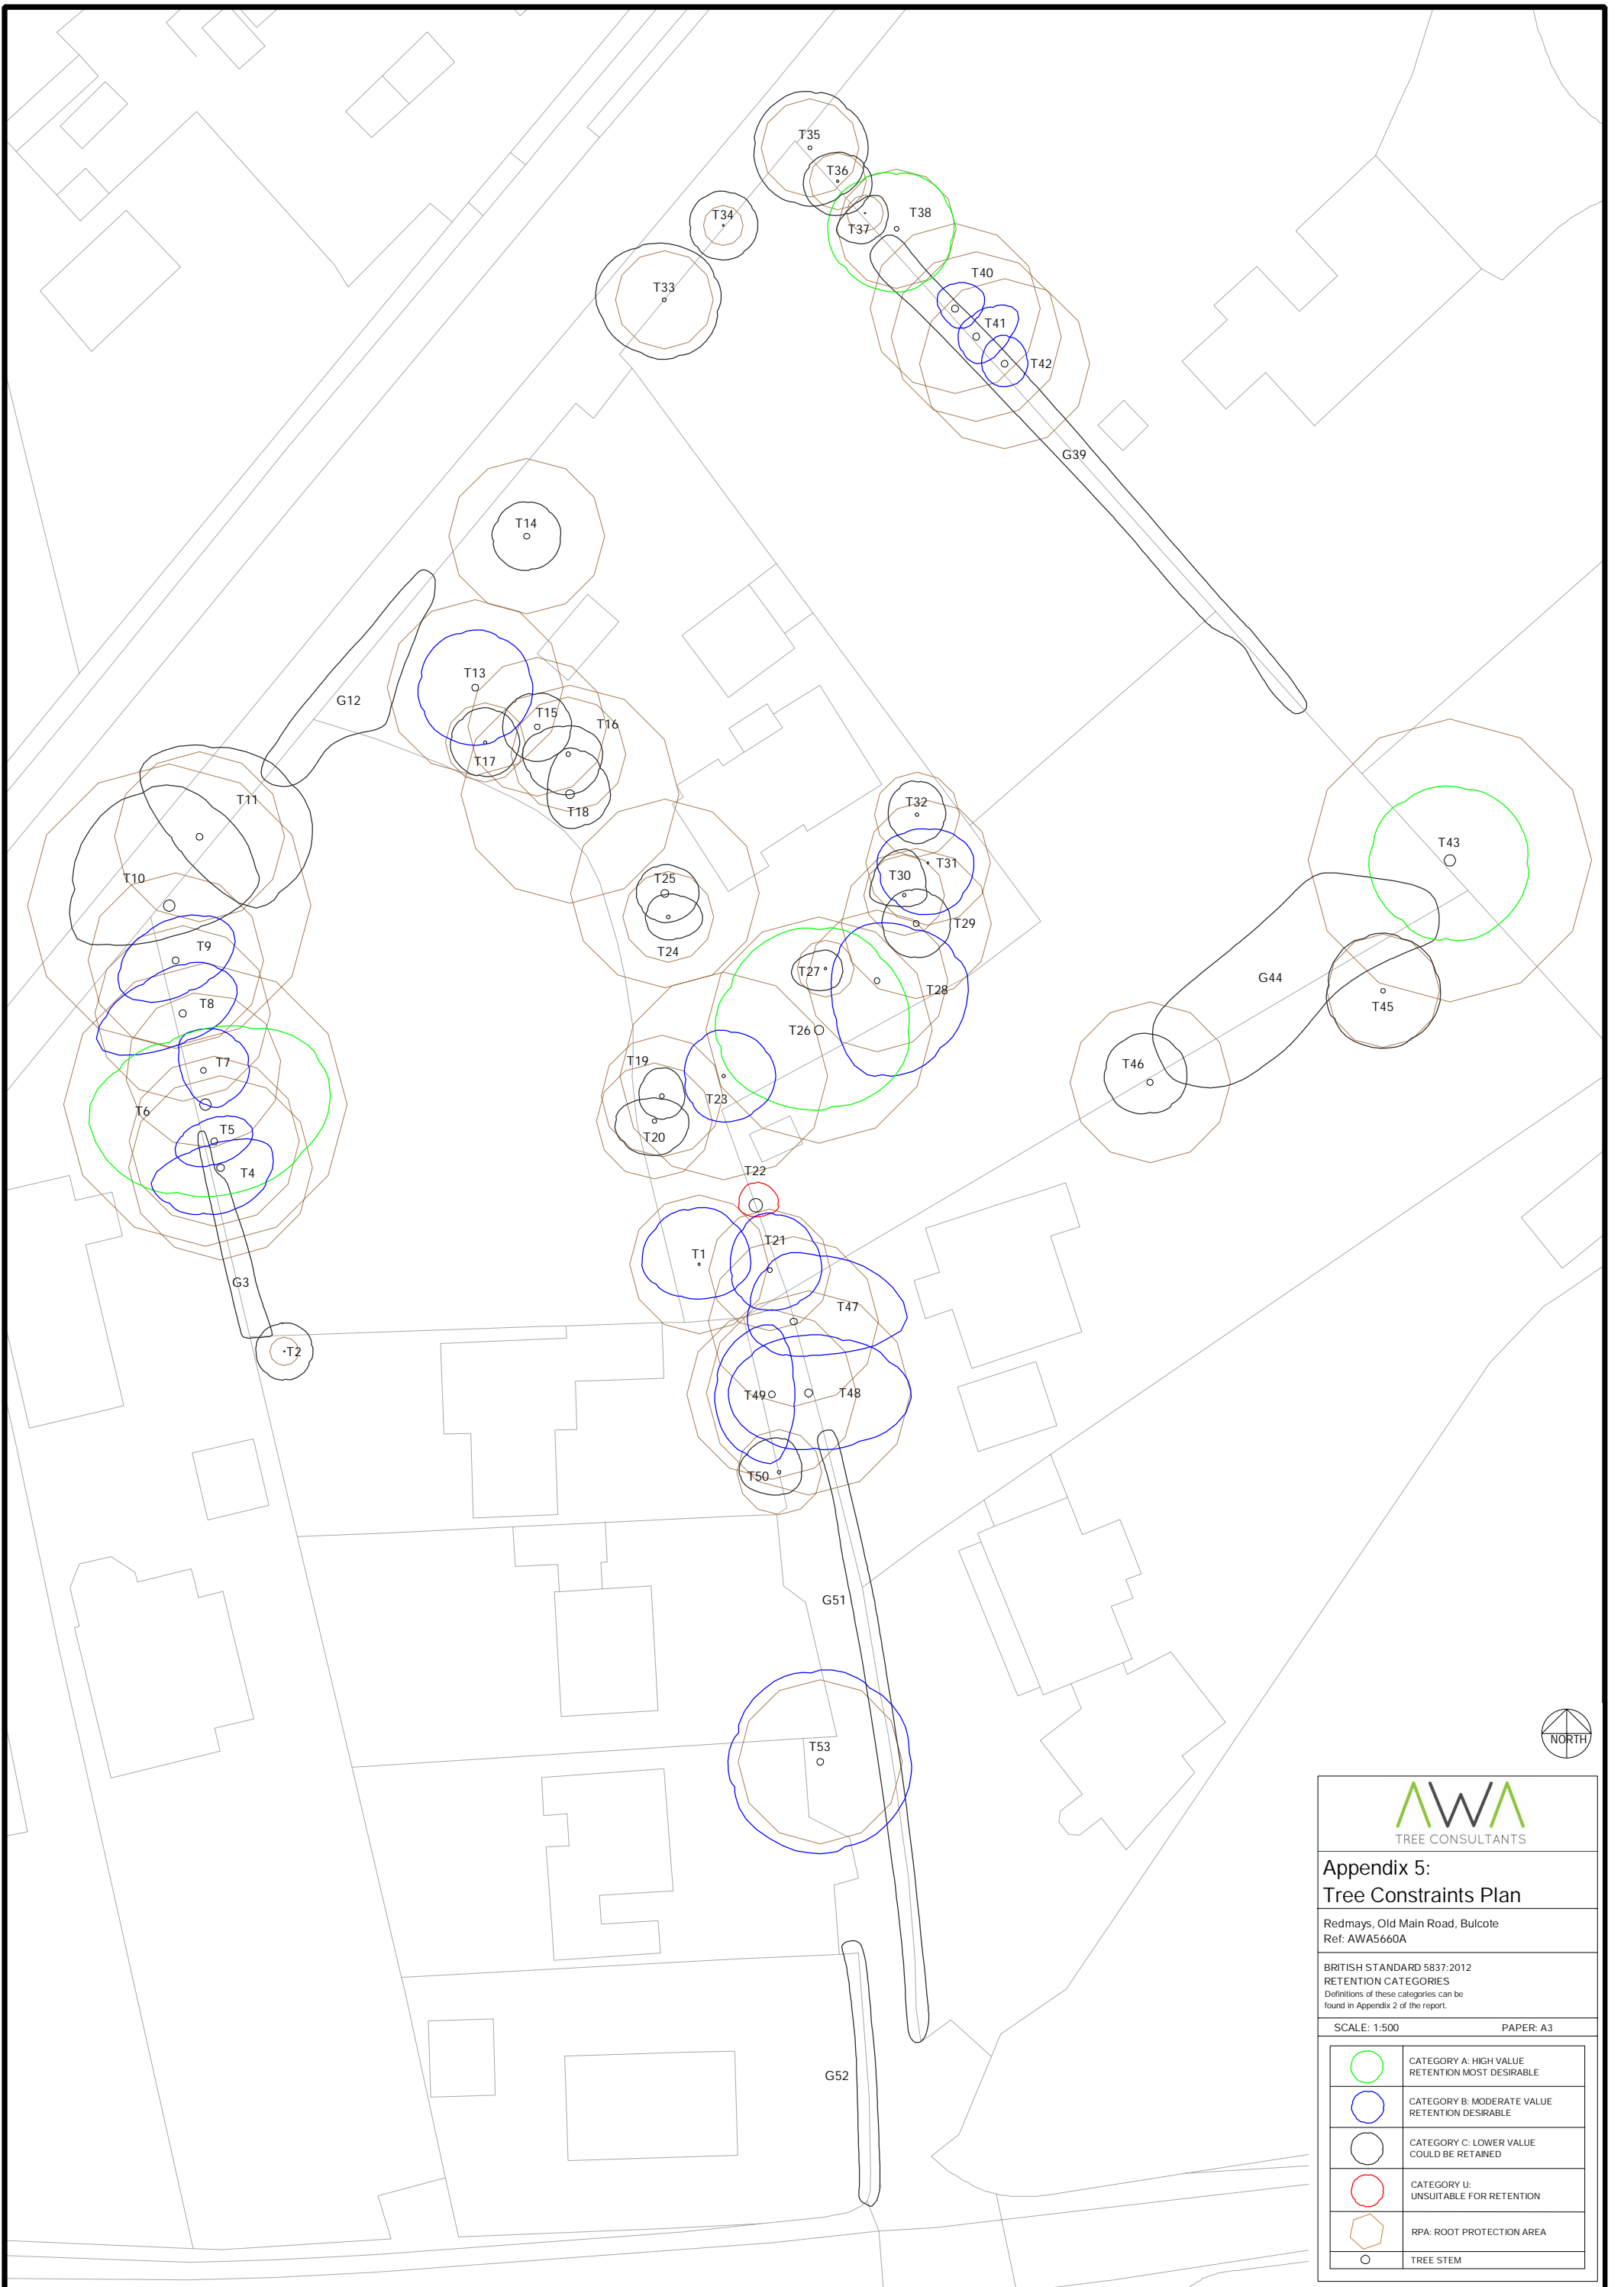 T35
T36
T34
T38
T37
T33
T40
T41
T42
G39
T14
T13
G12
T15
T16
T17
T18
T11
T32
T43
T31
T10
T30
T25
T29
T9
T24
T27
G44
T28
T8
T45
T26
T7
T19
T46
T23
T6
T5
T20
T4
T22
T21
T1
G3
T47
T2
T49
T48
T50
G51
T53
G52
NORTH
AWA
TREE CONSULTANTS
Appendix 5:
Tree Constraints Plan
Redmays, Old Main Road, Bulcote
Ref: AWA5660A
BRITISH STANDARD 5837:2012
RETENTION CATEGORIES
Definitions of these categories can be
found in Appendix 2 of the report.
SCALE: 1:500 PAPER: A3
CATEGORY A: HIGH VALUE
RETENTION MOST DESIRABLE
CATEGORY B: MODERATE VALUE
RETENTION DESIRABLE
CATEGORY C: LOWER VALUE
COULD BE RETAINED
CATEGORY U:
UNSUITABLE FOR RETENTION
RPA: ROOT PROTECTION AREA
TREE STEM